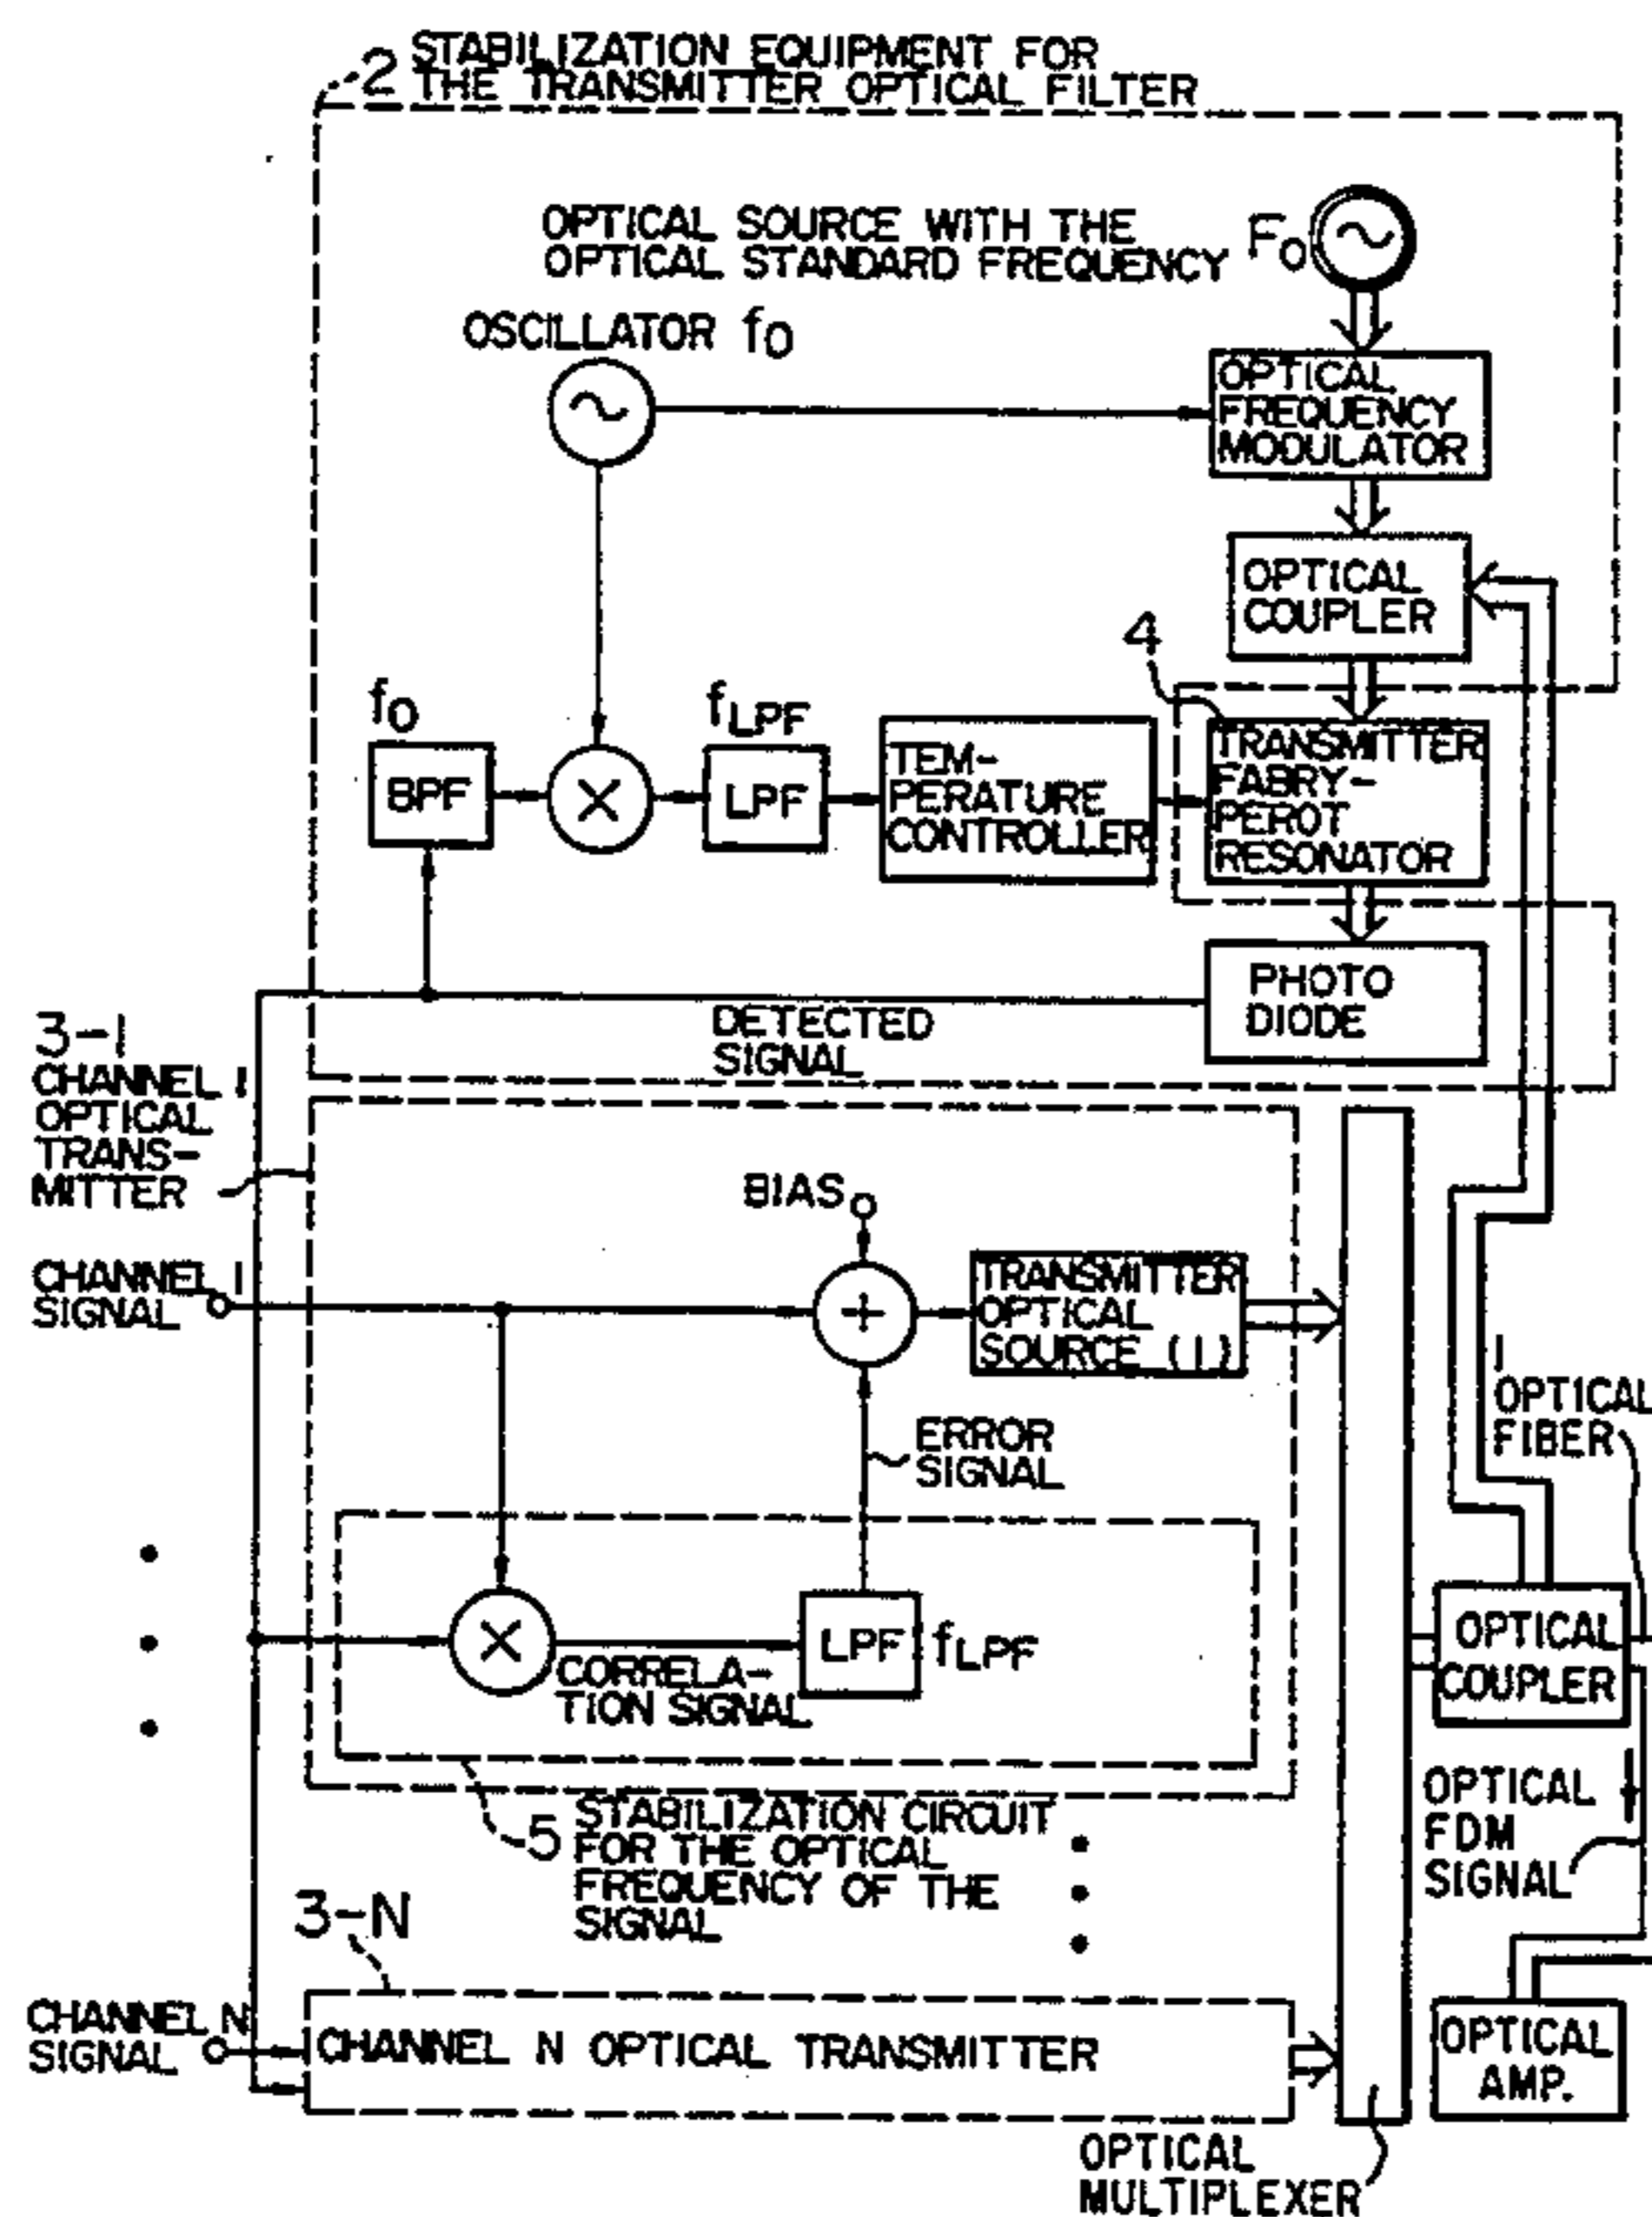 2 STABILIZATION EQUIPMENT FOR
THE TRANSMITTER OPTICAL FILTER
OPTICAL SOURCE WITH THE
OPTICAL STANDARD FREQUENCY
F0
OSCILLATOR f0
OPTICAL
FREQUENCY
MODULATOR
OPTICAL
COUPLER
4
f0
fLPF
BPF
×
LPF
TEM-
PERATURE
CONTROLLER
TRANSMITTER
FABRY-
PEROT
RESONATOR
PHOTO
DIODE
DETECTED
SIGNAL
3-1
CHANNEL 1
OPTICAL
TRANS-
MITTER
BIAS
CHANNEL 1
SIGNAL
+
TRANSMITTER
OPTICAL
SOURCE (1)
1
OPTICAL
FIBER
ERROR
SIGNAL
×
LPF
fLPF
CORRELA-
TION SIGNAL
OPTICAL
COUPLER
OPTICAL
FDM
SIGNAL
5 STABILIZATION CIRCUIT
FOR THE OPTICAL
FREQUENCY OF THE
SIGNAL
3-N
CHANNEL N
SIGNAL
CHANNEL N OPTICAL TRANSMITTER
OPTICAL
AMP.
OPTICAL
MULTIPLEXER